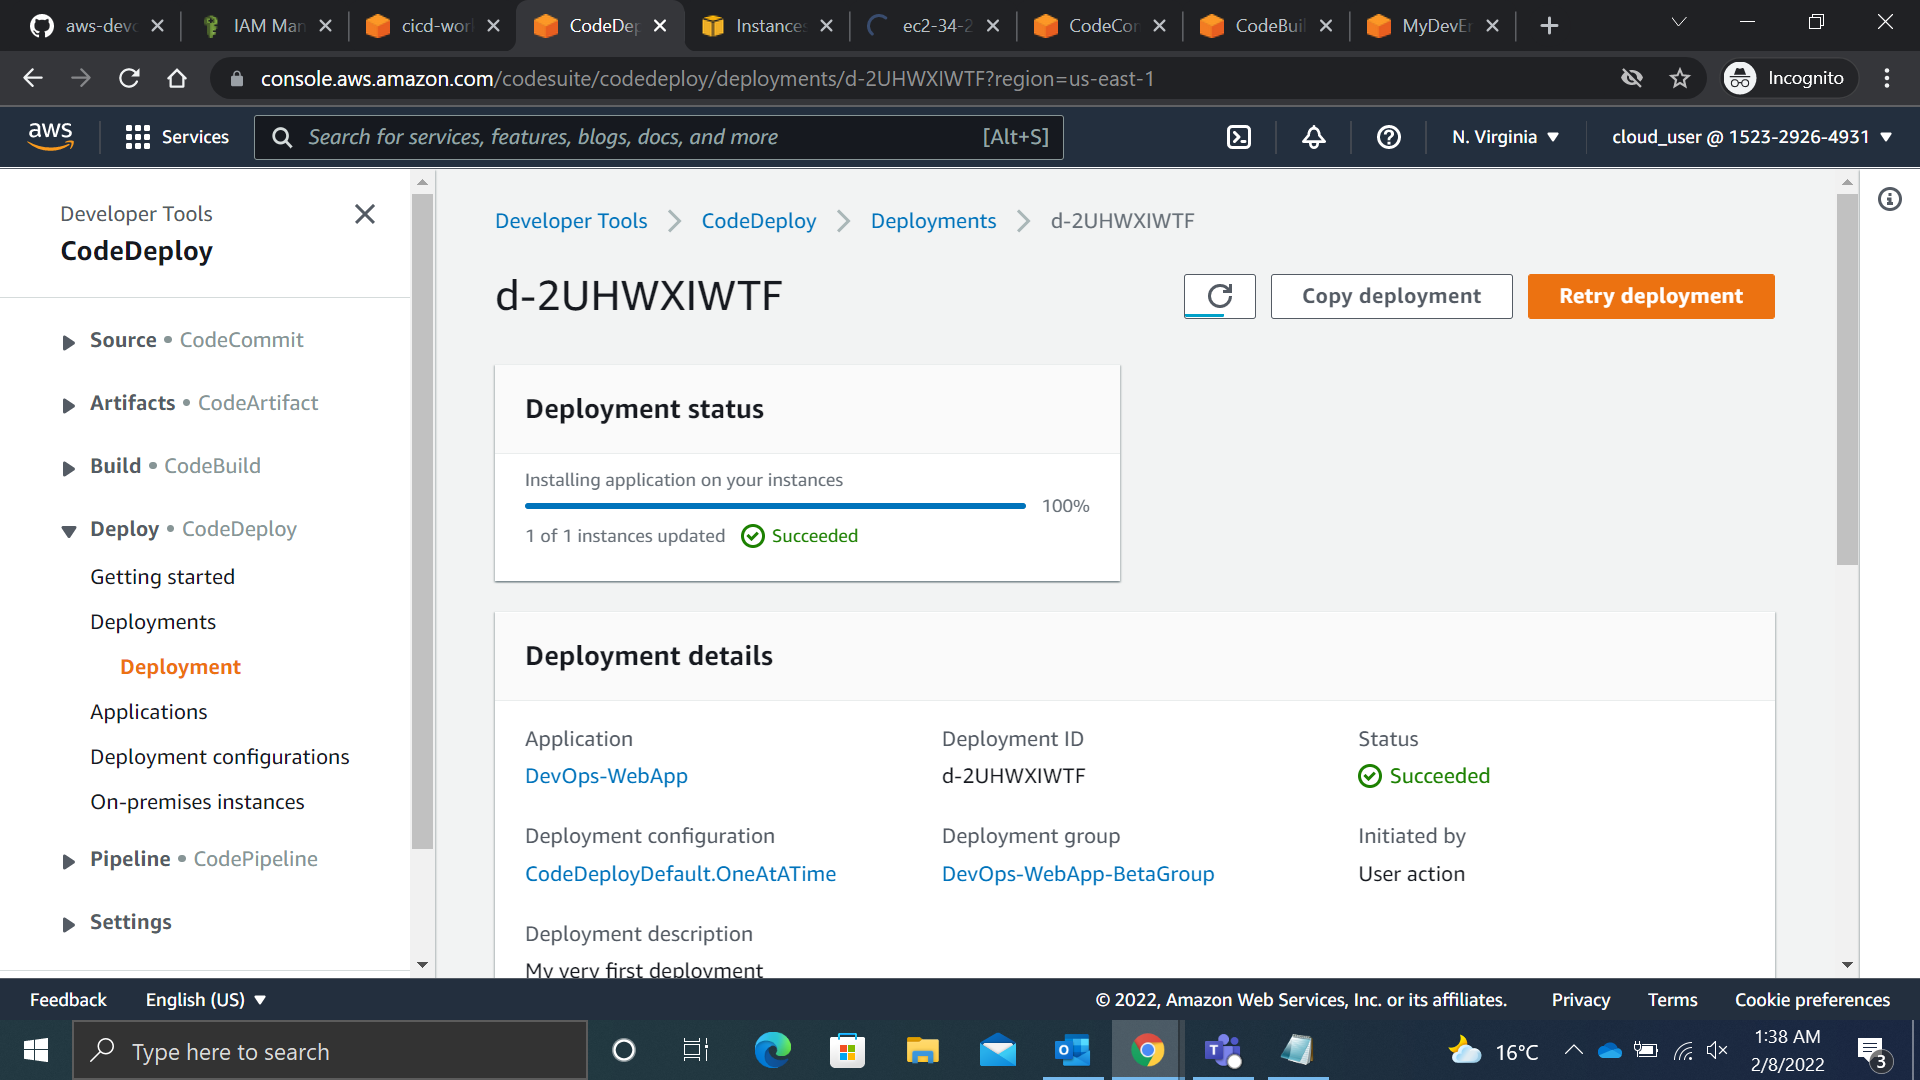 aws-devo
IAM Man
cicd-wor
CodeDep
Instances
ec2-34-2
CodeCom
CodeBuil
MyDevEn
console.aws.amazon.com/codesuite/codedeploy/deployments/d-2UHWXIWTF?region=us-east-1
Incognito
aws
Services
Search for services, features, blogs, docs, and more
[Alt+S]
N. Virginia
cloud_user @ 1523-2926-4931
Developer Tools
CodeDeploy
Source • CodeCommit
Artifacts • CodeArtifact
Build • CodeBuild
Deploy • CodeDeploy
Getting started
Deployments
Deployment
Applications
Deployment configurations
On-premises instances
Pipeline • CodePipeline
Settings
Developer Tools
CodeDeploy
Deployments
d-2UHWXIWTF
d-2UHWXIWTF
Copy deployment
Retry deployment
Deployment status
Installing application on your instances
100%
1 of 1 instances updated
Succeeded
Deployment details
Application
Deployment ID
Status
DevOps-WebApp
d-2UHWXIWTF
Succeeded
Deployment configuration
Deployment group
Initiated by
CodeDeployDefault.OneAtATime
DevOps-WebApp-BetaGroup
User action
Deployment description
My very first deployment
Feedback
English (US)
© 2022, Amazon Web Services, Inc. or its affiliates.
Privacy
Terms
Cookie preferences
Type here to search
16°C
1:38 AM
2/8/2022
3